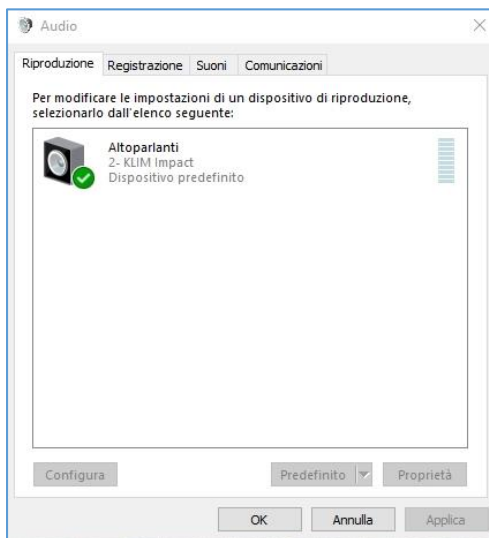 Audio
Riproduzione Registrazione Suoni Comunicazioni
Per modificare le impostazioni di un dispositivo di riproduzione,
selezionarlo dall'elenco seguente:
Altoparlanti
2- KLIM Impact
Dispositivo predefinito
Configura Predefinito Proprietà
OK Annulla Applica